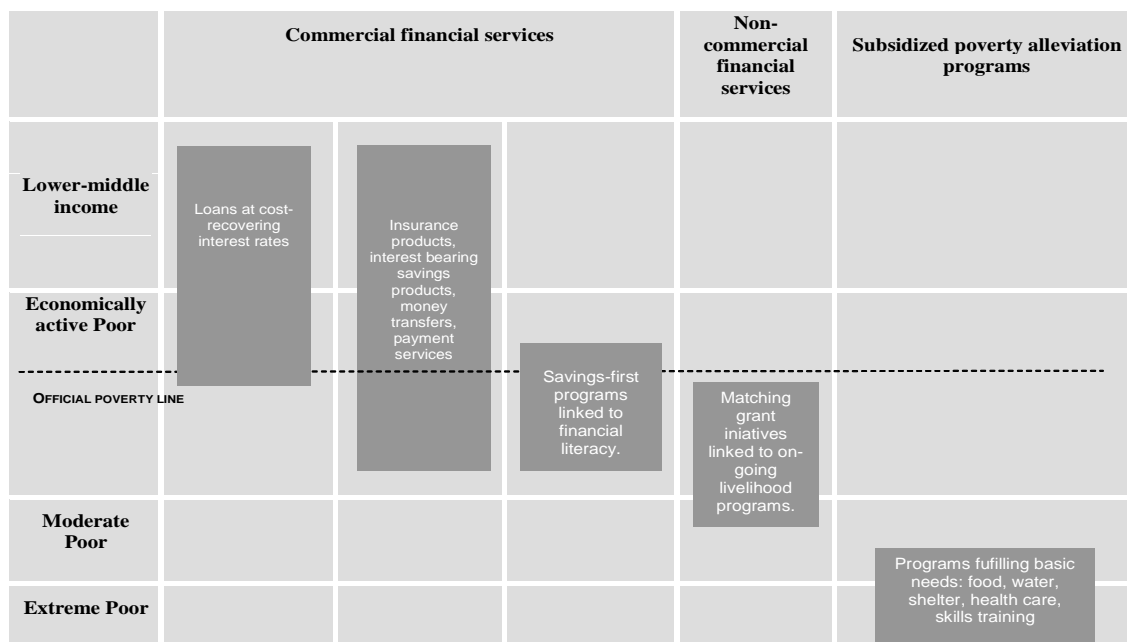 Commercial financial services
Non-
commercial
financial
services
Subsidized poverty alleviation
programs
Lower-middle
income
Loans at cost-
recovering
interest rates
Insurance
products,
interest bearing
savings
products,
money
transfers,
payment
services
Economically
active Poor
Savings-first
programs
linked to
financial
literacy.
OFFICIAL POVERTY LINE
Matching
grant
iniatives
linked to on-
going
livelihood
programs.
Moderate
Poor
Programs fufilling basic
needs: food, water,
shelter, health care,
skills training
Extreme Poor